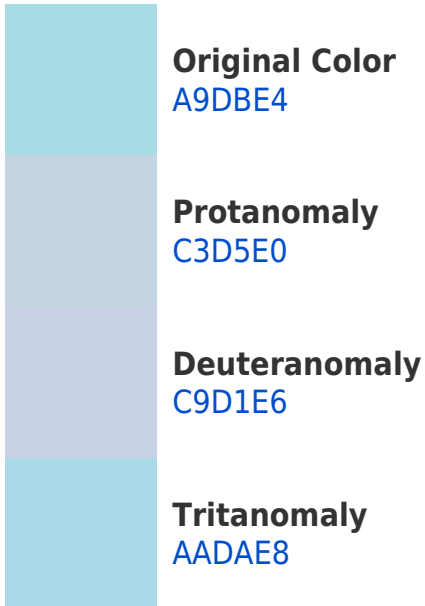 Original Color
A9DBE4
Protanomaly
C3D5E0
Deuteranomaly
C9D1E6
Tritanomaly
AADAE8